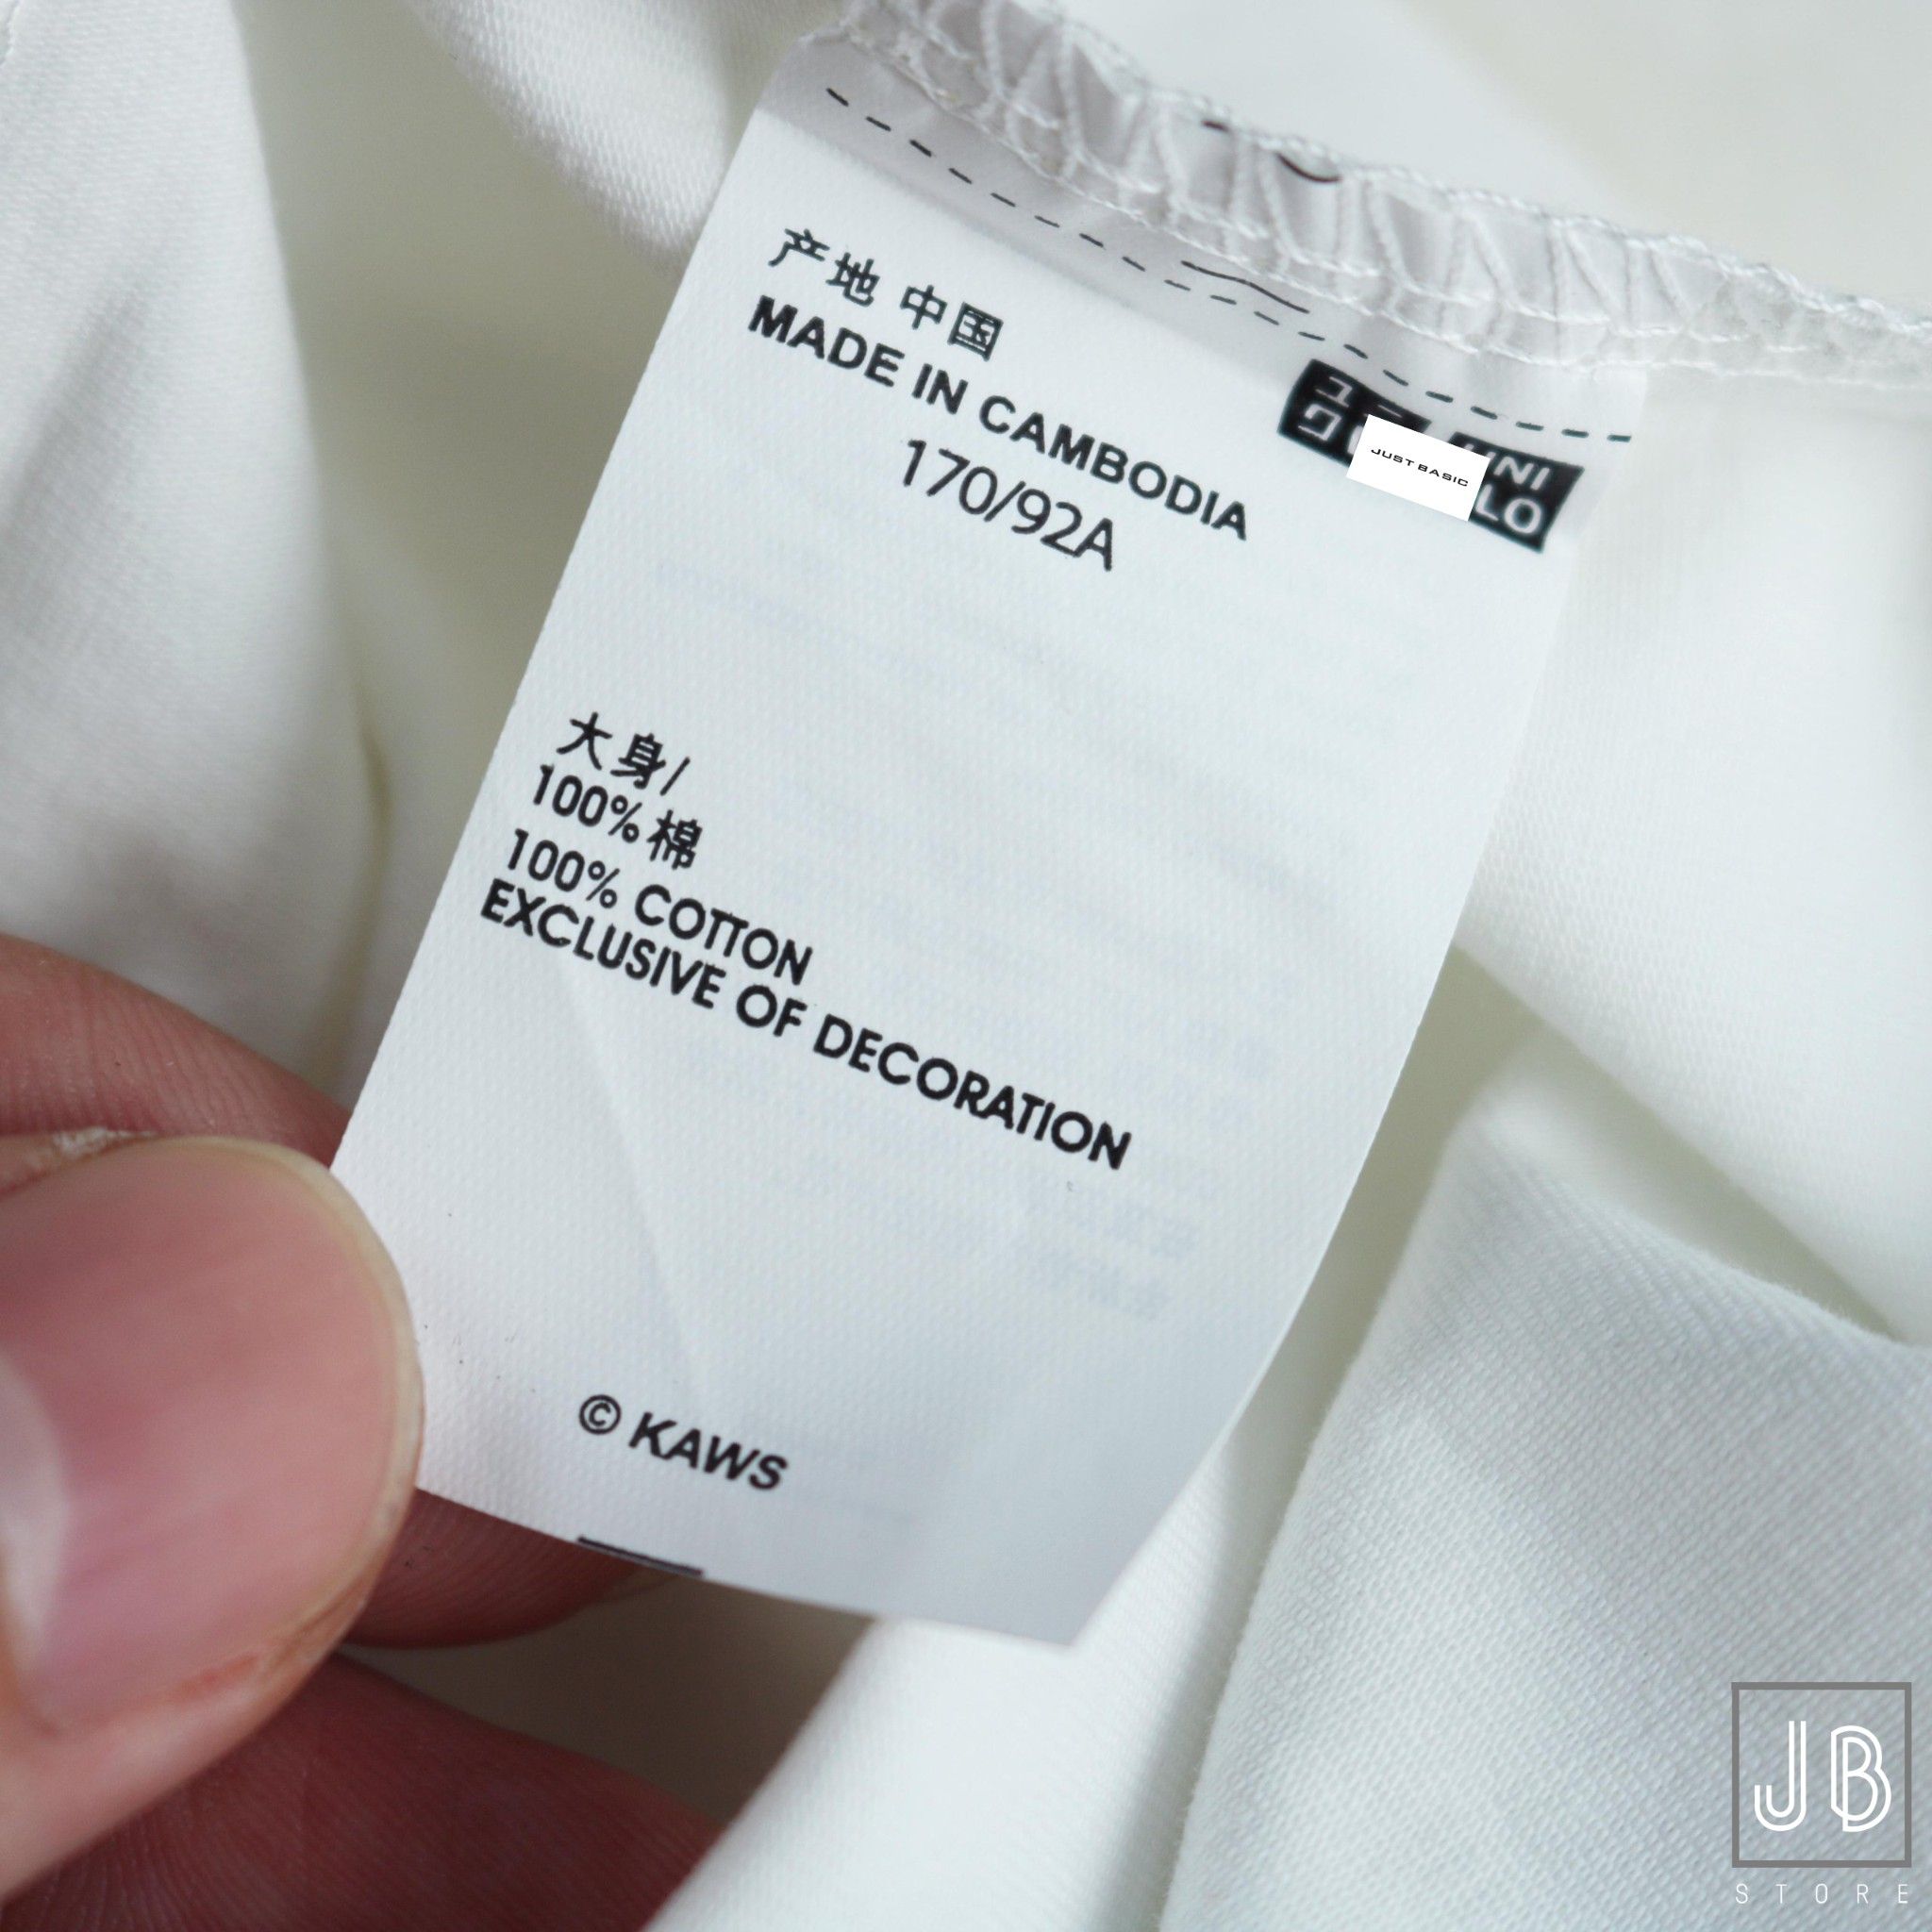 产地 中国
MADE IN CAMBODIA
170/92A
UNI
LO
JUST BASIC
大身/
100%棉
100% COTTON
EXCLUSIVE OF DECORATION
© KAWS
JB
STORE